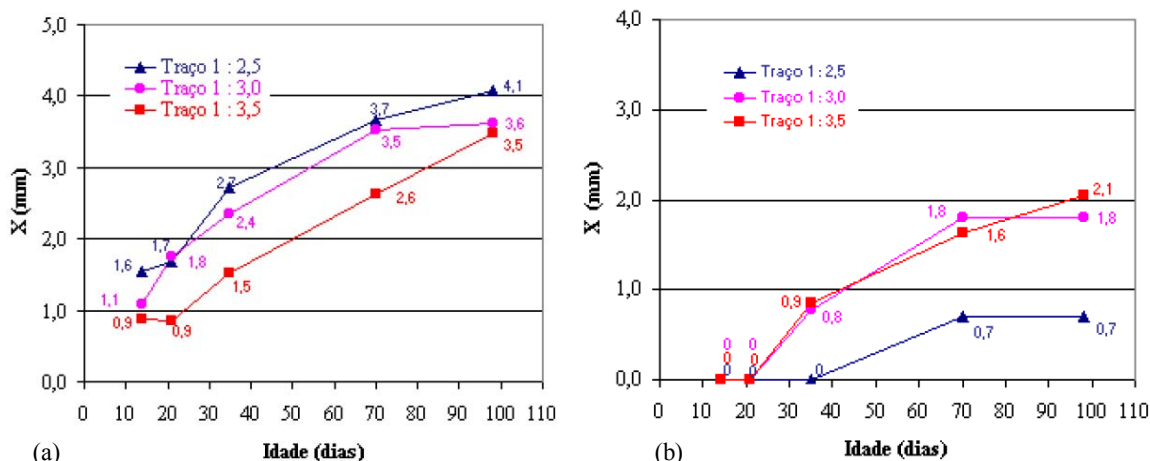 5,0
4,0
3,0
2,0
1,0
0,0
X (mm)
Traço 1 : 2,5
Traço 1 : 3,0
Traço 1 : 3,5
1,6
1,7
2,7
3,7
4,1
1,1
1,8
2,4
3,5
3,6
0,9
0,9
1,5
2,6
3,5
0 10 20 30 40 50 60 70 80 90 100 110
Idade (dias)
(a)
4,0
3,0
2,0
1,0
0,0
X (mm)
Traço 1 : 2,5
Traço 1 : 3,0
Traço 1 : 3,5
0 0
0 0
0 0 0
0,9
0,8
1,8
1,6
2,1
1,8
0,7
0,7
0 10 20 30 40 50 60 70 80 90 100 110
Idade (dias)
(b)